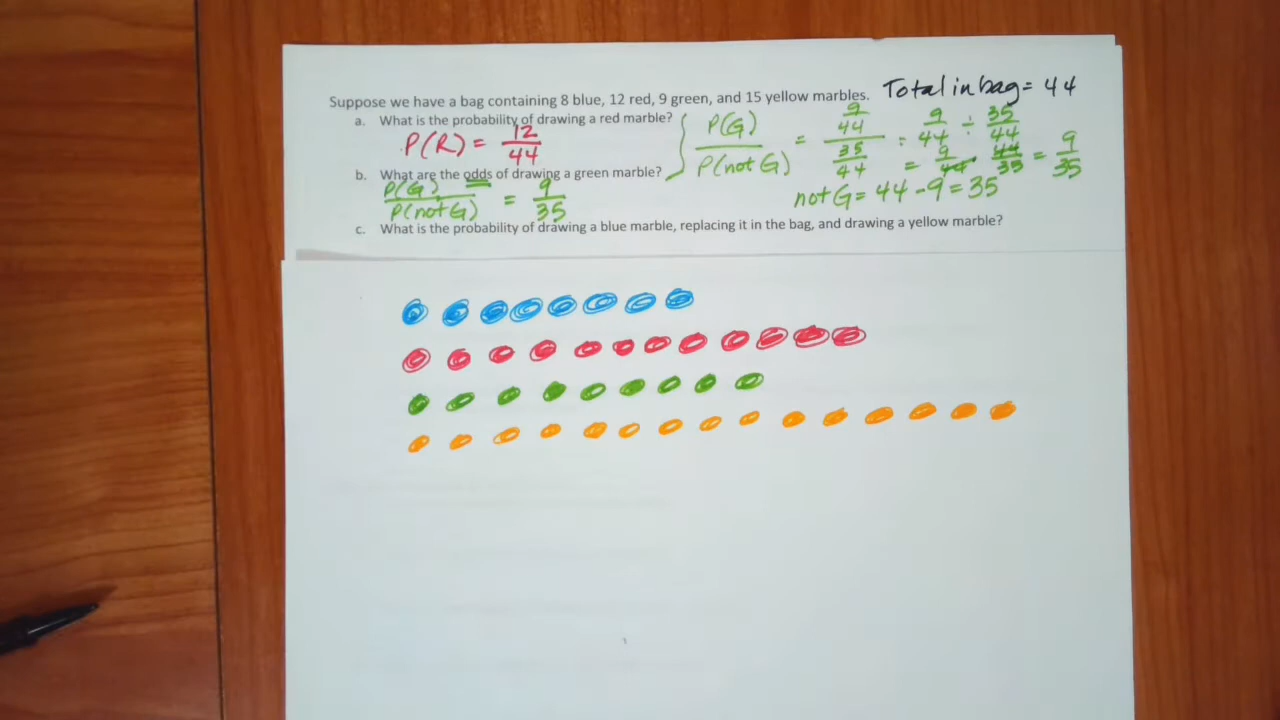 Suppose we have a bag containing 8 blue, 12 red, 9 green, and 15 yellow marbles. Total in bag = 44
a. What is the probability of drawing a red marble?
P(R) = 12/44
b. What are the odds of drawing a green marble?
P(G)/P(not G) = 9/35
P(G)/P(not G) = 9/44 / 35/44 = 9/44 ÷ 35/44
= 9/44 · 44/35 = 9/35
not G = 44 - 9 = 35
c. What is the probability of drawing a blue marble, replacing it in the bag, and drawing a yellow marble?